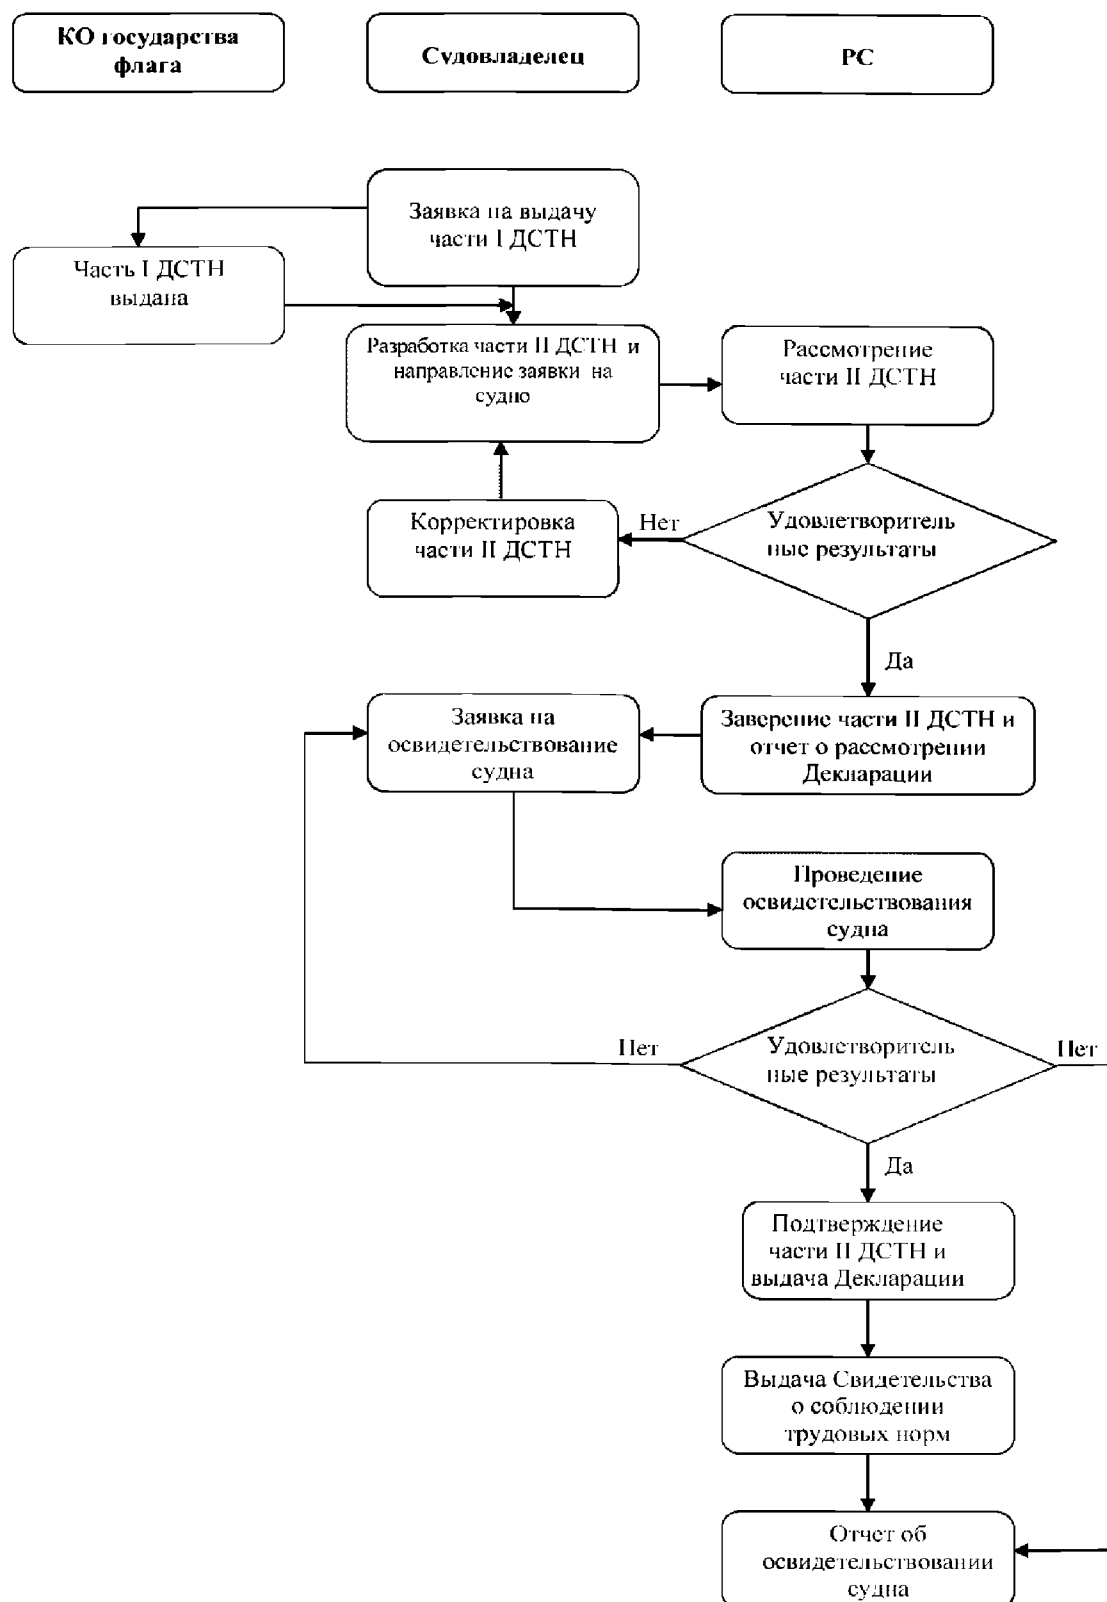 КО государства
флага
Судовладелец
РС
Заявка на выдачу
части I ДСТН
Часть I ДСТН
выдана
Разработка части II ДСТН и
направление заявки на
судно
Рассмотрение
части II ДСТН
Корректировка
части II ДСТН
Нет
Удовлетворитель
ные результаты
Да
Заявка на
освидетельствование
судна
Заверение части II ДСТН и
отчет о рассмотрении
Декларации
Проведение
освидетельствования
судна
Нет
Удовлетворитель
ные результаты
Нет
Да
Подтверждение
части II ДСТН и
выдача Декларации
Выдача Свидетельства
о соблюдении
трудовых норм
Отчет об
освидетельствовании
судна